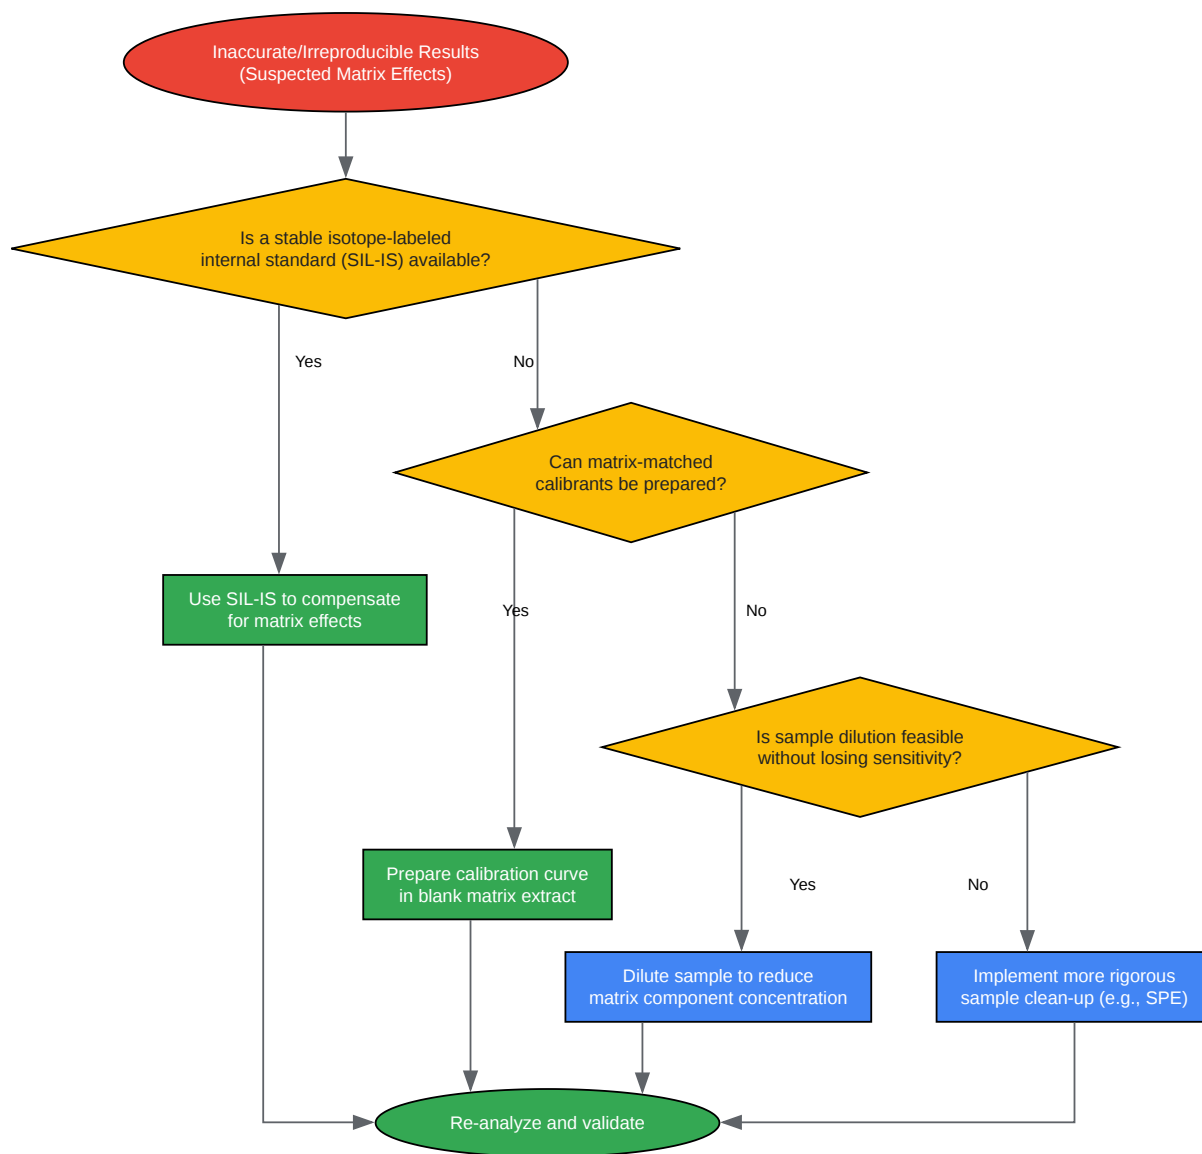 Inaccurate/Irreproducible Results
(Suspected Matrix Effects)
Is a stable isotope-labeled
internal standard (SIL-IS) available?
Yes
No
Can matrix-matched
calibrants be prepared?
Use SIL-IS to compensate
for matrix effects
Yes
No
Is sample dilution feasible
without losing sensitivity?
Prepare calibration curve
in blank matrix extract
Yes
No
Dilute sample to reduce
matrix component concentration
Implement more rigorous
sample clean-up (e.g., SPE)
Re-analyze and validate